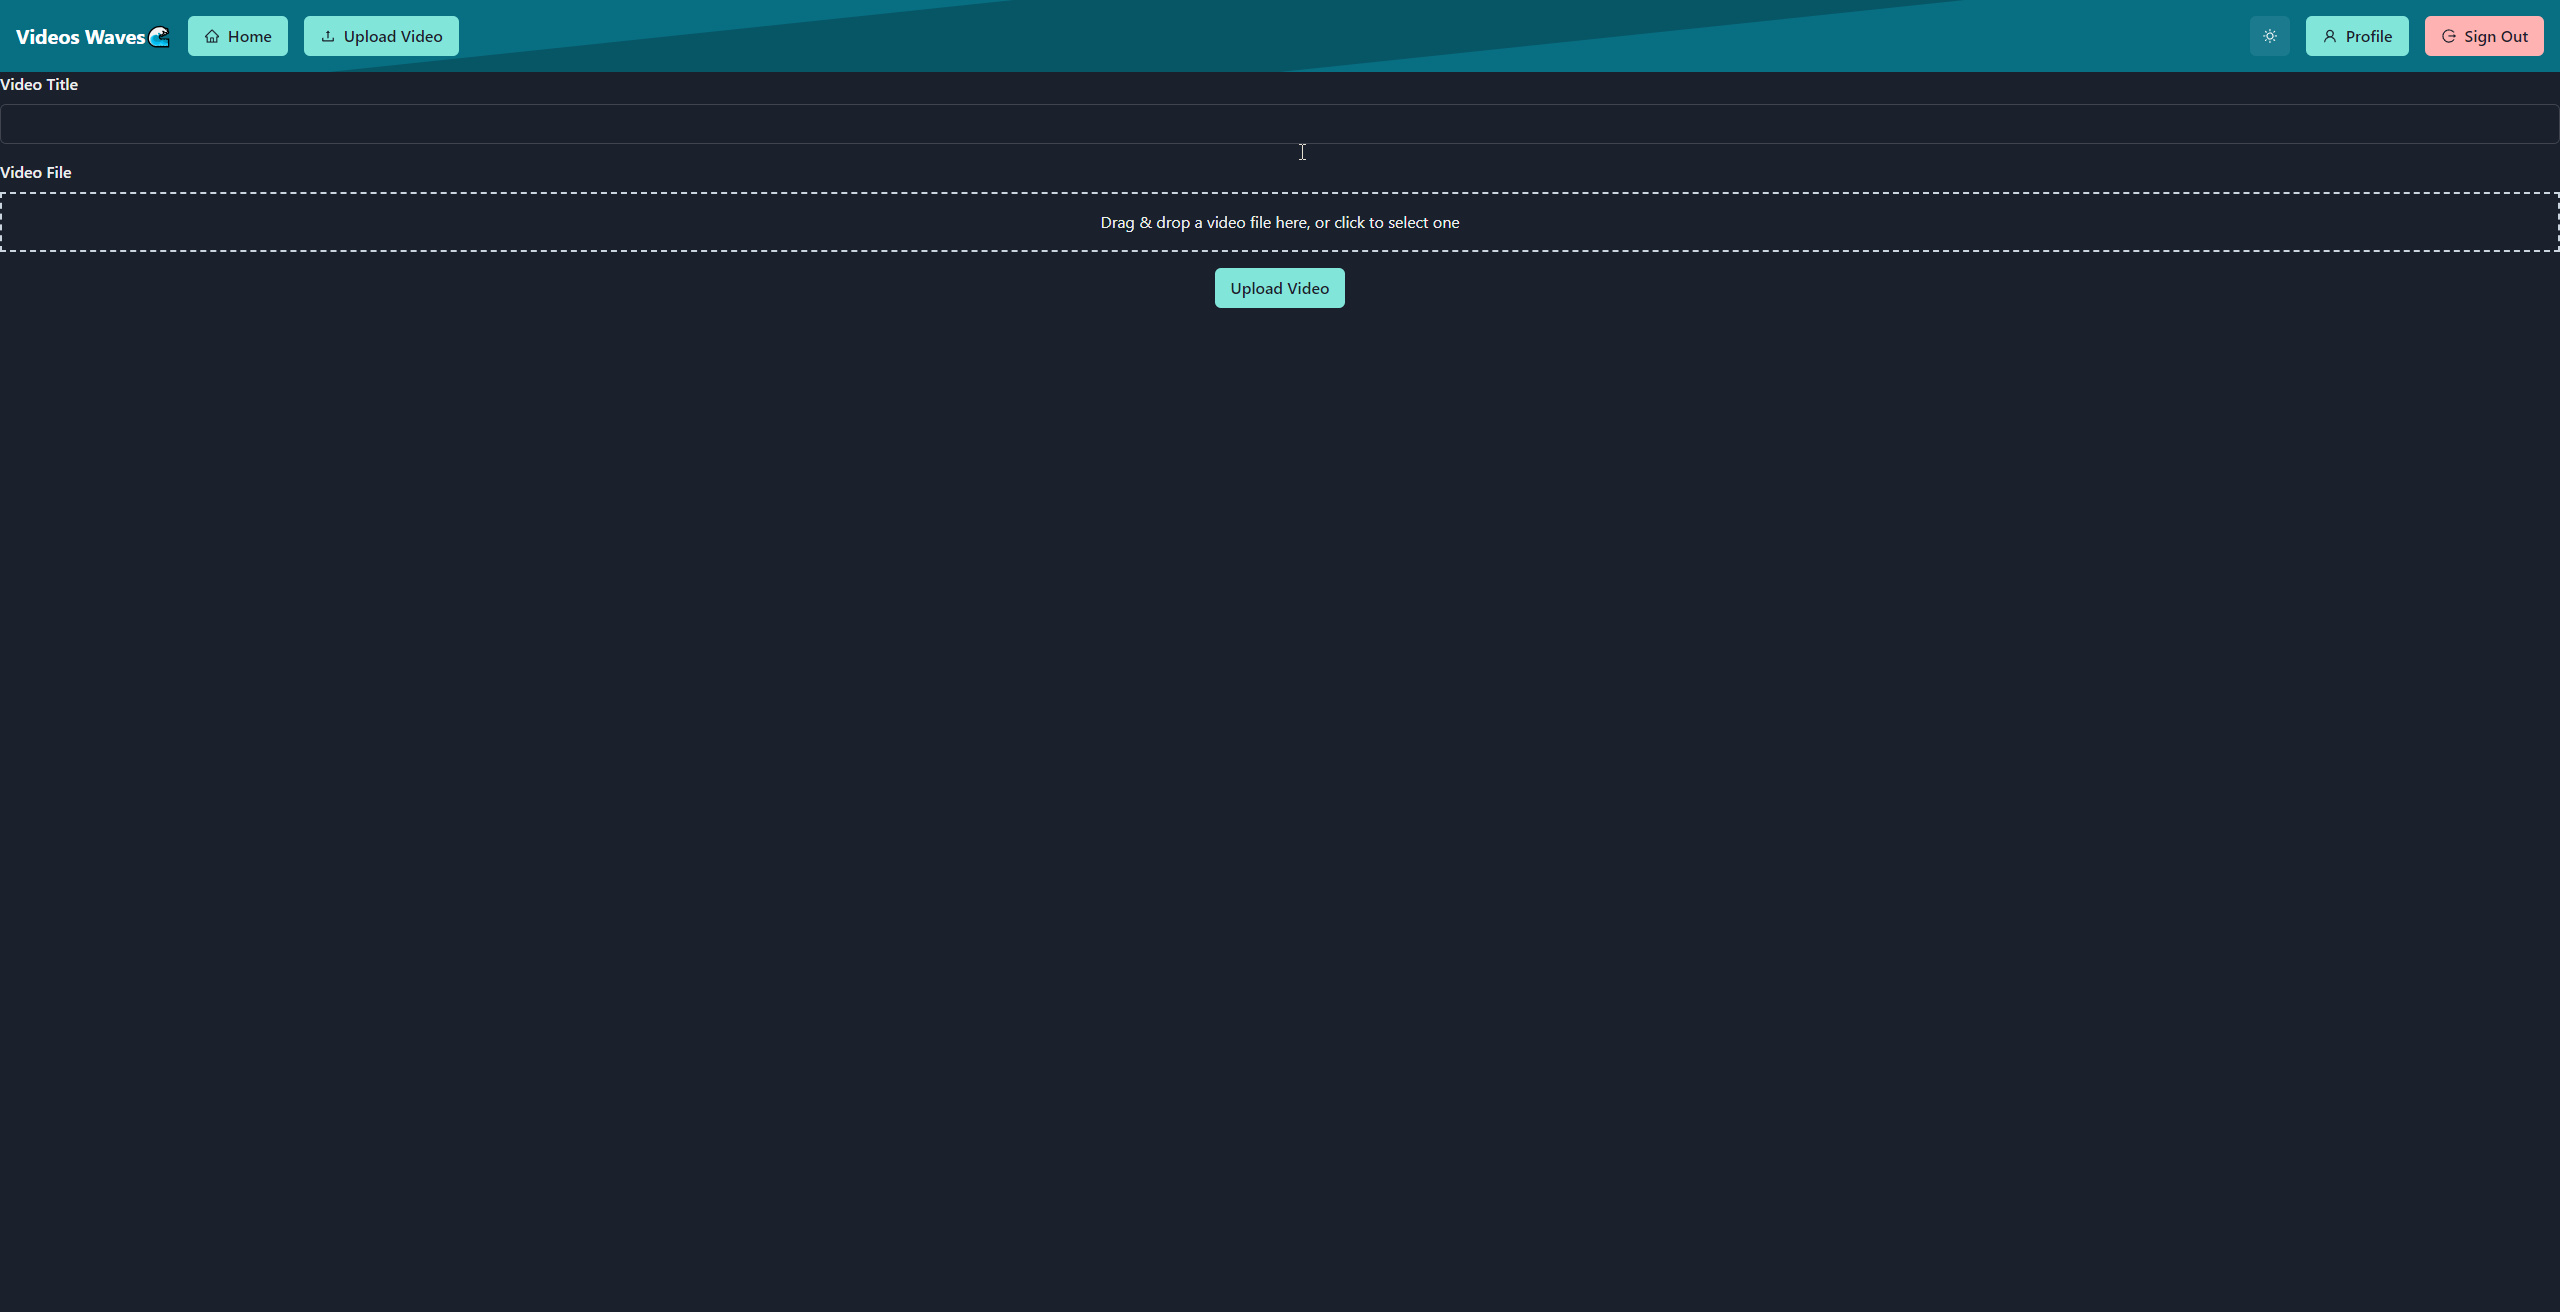 Videos Waves🌊 Home Upload Video Profile Sign Out
Video Title
Video File
Drag & drop a video file here, or click to select one
Upload Video